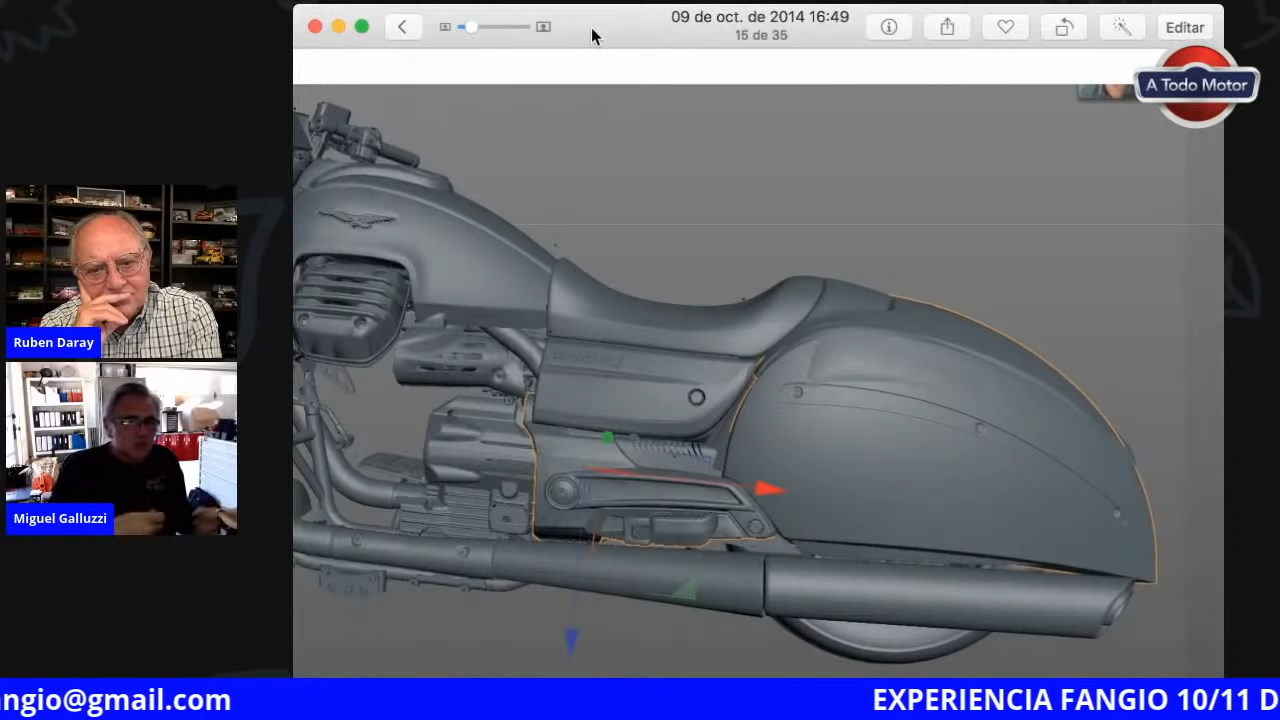 09 de oct. de 2014 16:49
15 de 35
Editar
A Todo Motor
Ruben Daray
Miguel Galluzzi
angio@gmail.com
EXPERIENCIA FANGIO 10/11 D